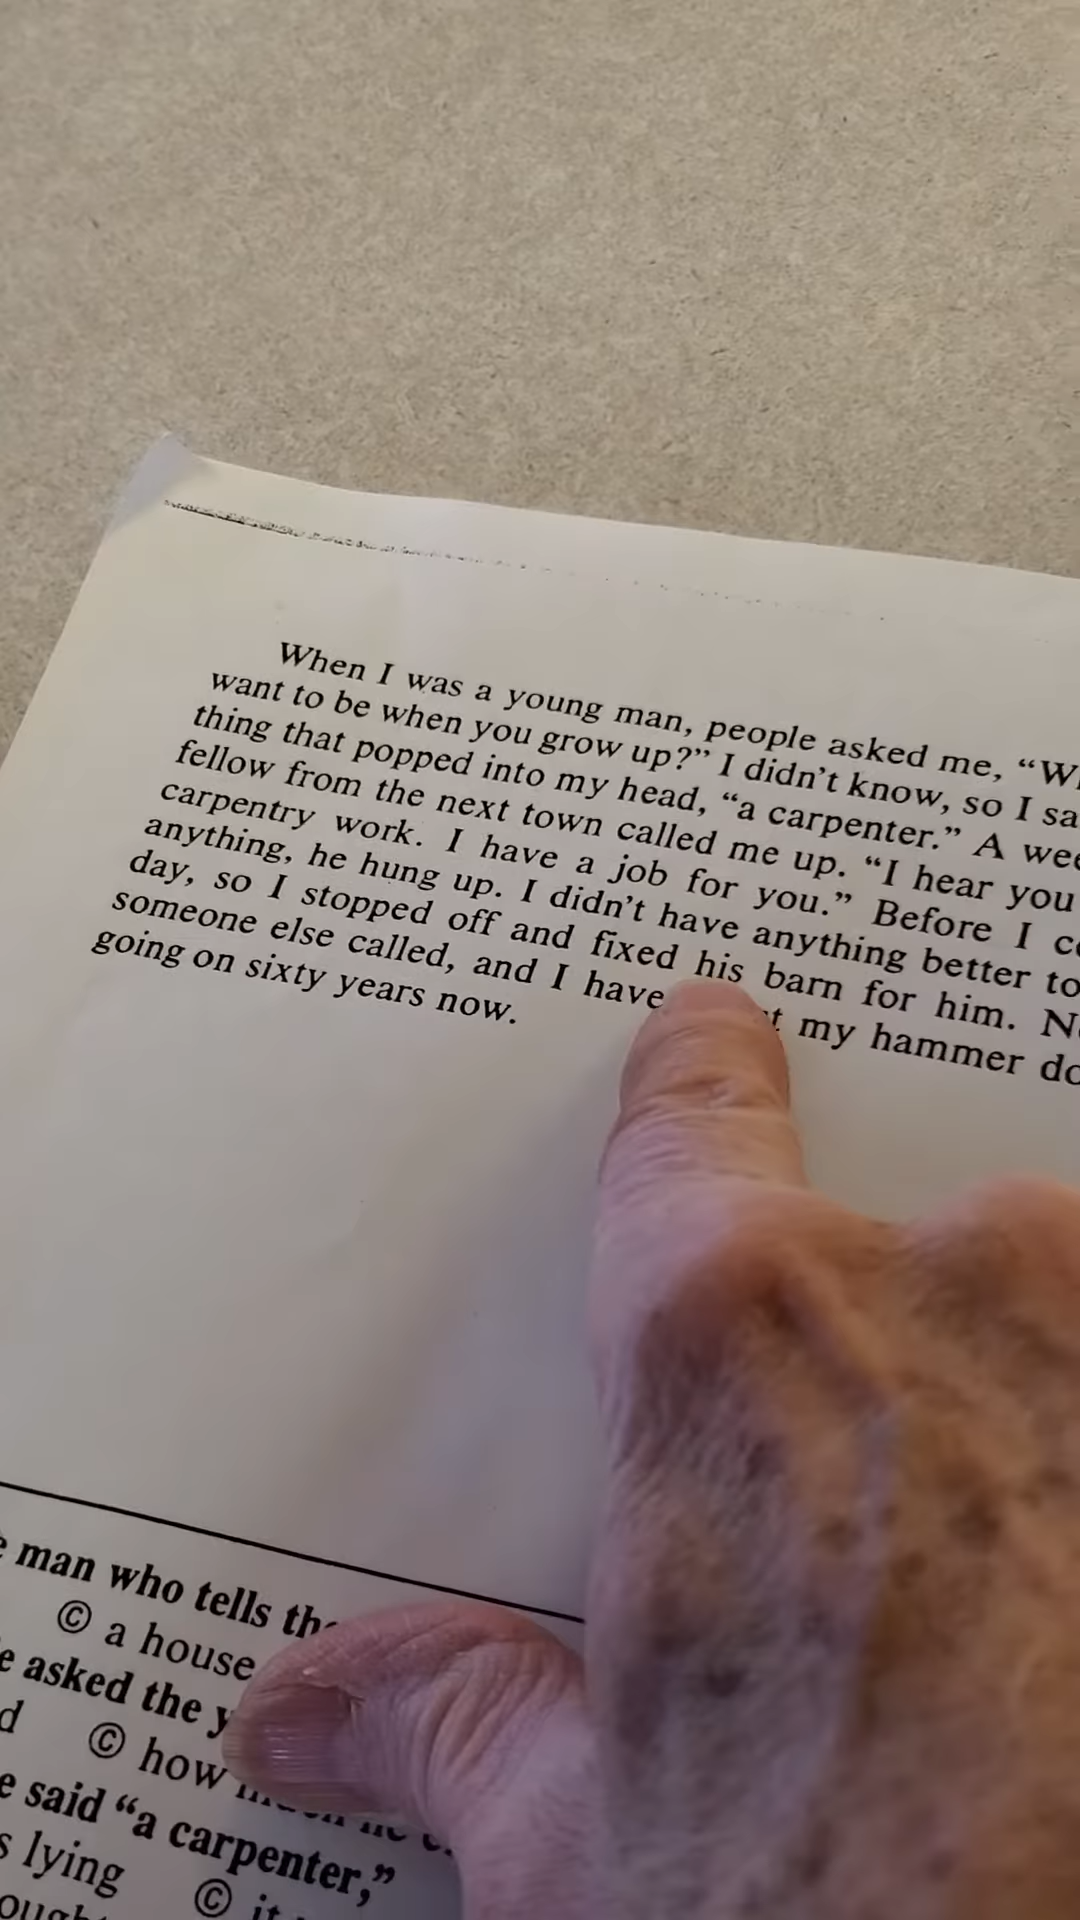 When I was a young man, people asked me, “W
want to be when you grow up?” I didn’t know, so I sa
thing that popped into my head, “a carpenter.” A wee
fellow from the next town called me up. “I hear you
carpentry work. I have a job for you.” Before I c
anything, he hung up. I didn’t have anything better to
day, so I stopped off and fixed his barn for him. N
someone else called, and I have my hammer do
going on sixty years now.
man who tells the
© a house
asked the y
© how
said “a carpenter,”
lying
© it